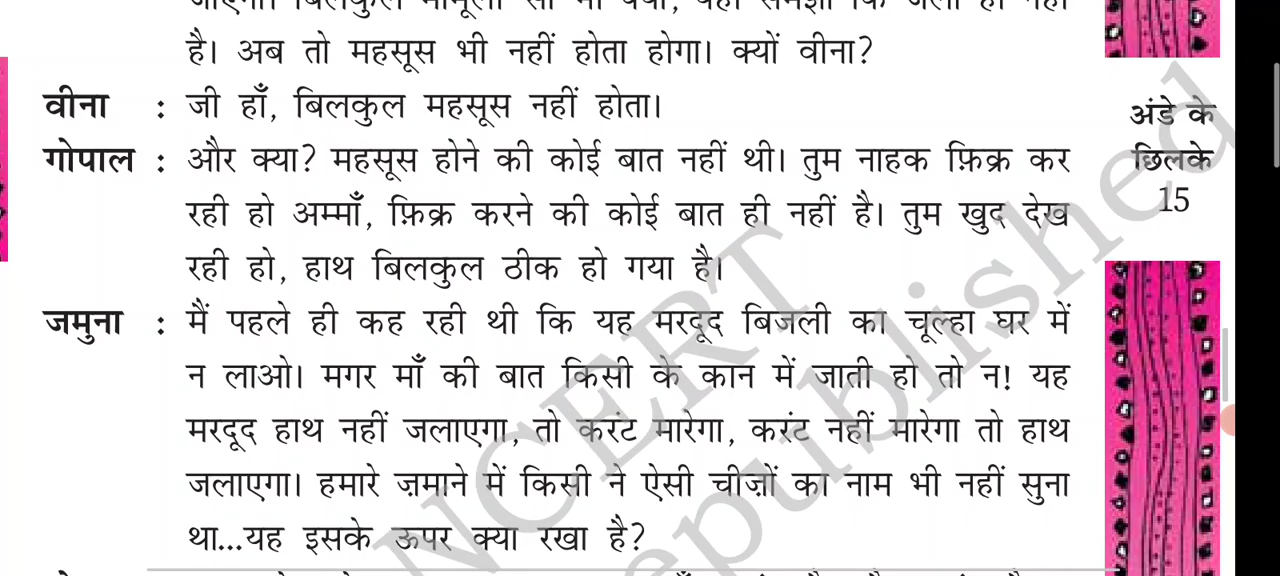 है। अब तो महसूस भी नहीं होता होगा। क्यों वीना?
वीना : जी हाँ, बिलकुल महसूस नहीं होता।
गोपाल : और क्या? महसूस होने की कोई बात नहीं थी। तुम नाहक फ़िक्र कर
रही हो अम्माँ, फ़िक्र करने की कोई बात ही नहीं है। तुम खुद देख
रही हो, हाथ बिलकुल ठीक हो गया है।
जमुना : मैं पहले ही कह रही थी कि यह मरदूद बिजली का चूल्हा घर में
न लाओ। मगर माँ की बात किसी के कान में जाती हो तो न! यह
मरदूद हाथ नहीं जलाएगा, तो करंट मारेगा, करंट नहीं मारेगा तो हाथ
जलाएगा। हमारे ज़माने में किसी ने ऐसी चीज़ों का नाम भी नहीं सुना
था...यह इसके ऊपर क्या रखा है?
अंडे के
छिलके
15
NCERT
republished